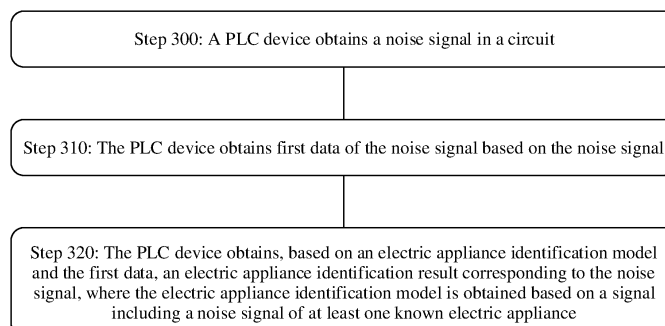 Step 300: A PLC device obtains a noise signal in a circuit
Step 310: The PLC device obtains first data of the noise signal based on the noise signal
Step 320: The PLC device obtains, based on an electric appliance identification model
and the first data, an electric appliance identification result corresponding to the noise
signal, where the electric appliance identification model is obtained based on a signal
including a noise signal of at least one known electric appliance